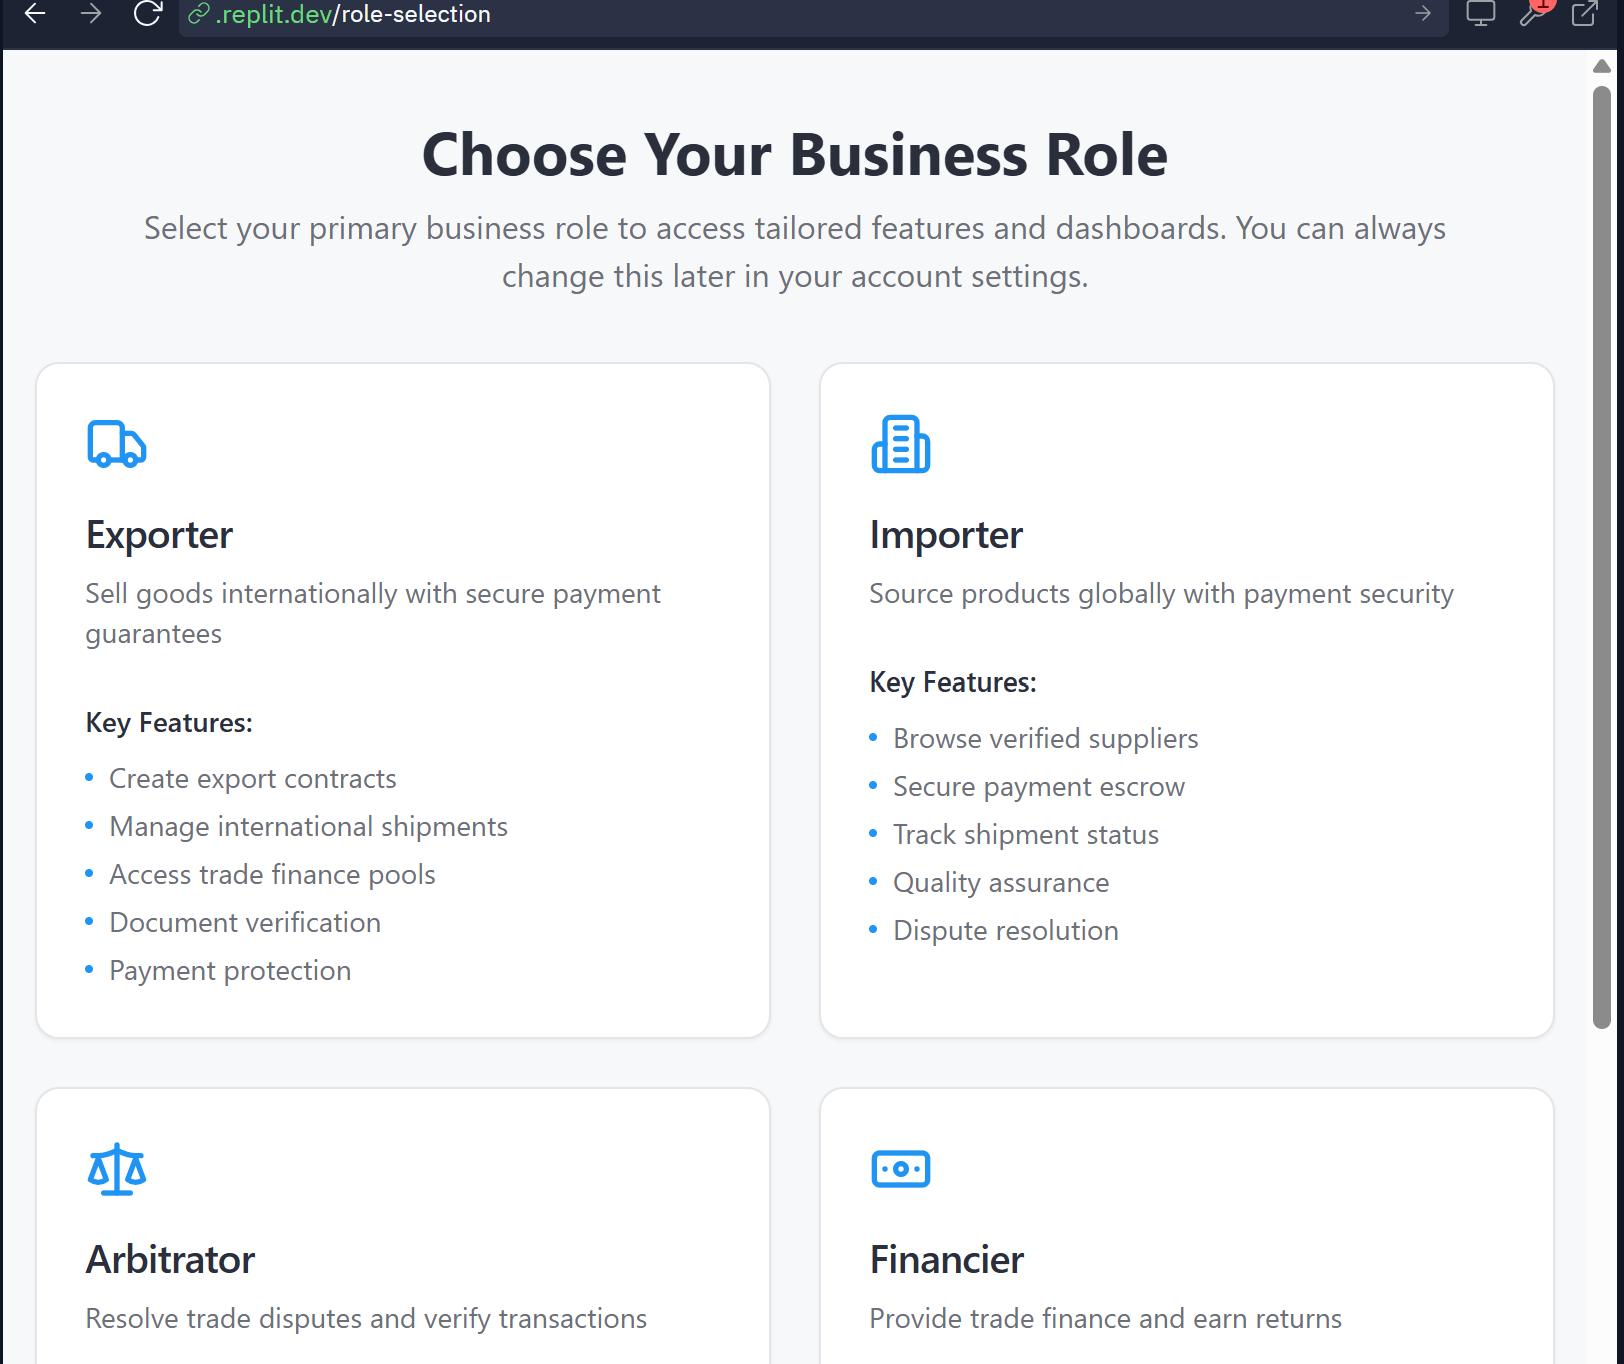 .replit.dev/role-selection
1
Choose Your Business Role
Select your primary business role to access tailored features and dashboards. You can always
change this later in your account settings.
Exporter
Sell goods internationally with secure payment
guarantees
Key Features:
Create export contracts
Manage international shipments
Access trade finance pools
Document verification
Payment protection
Importer
Source products globally with payment security
Key Features:
Browse verified suppliers
Secure payment escrow
Track shipment status
Quality assurance
Dispute resolution
Arbitrator
Resolve trade disputes and verify transactions
Financier
Provide trade finance and earn returns